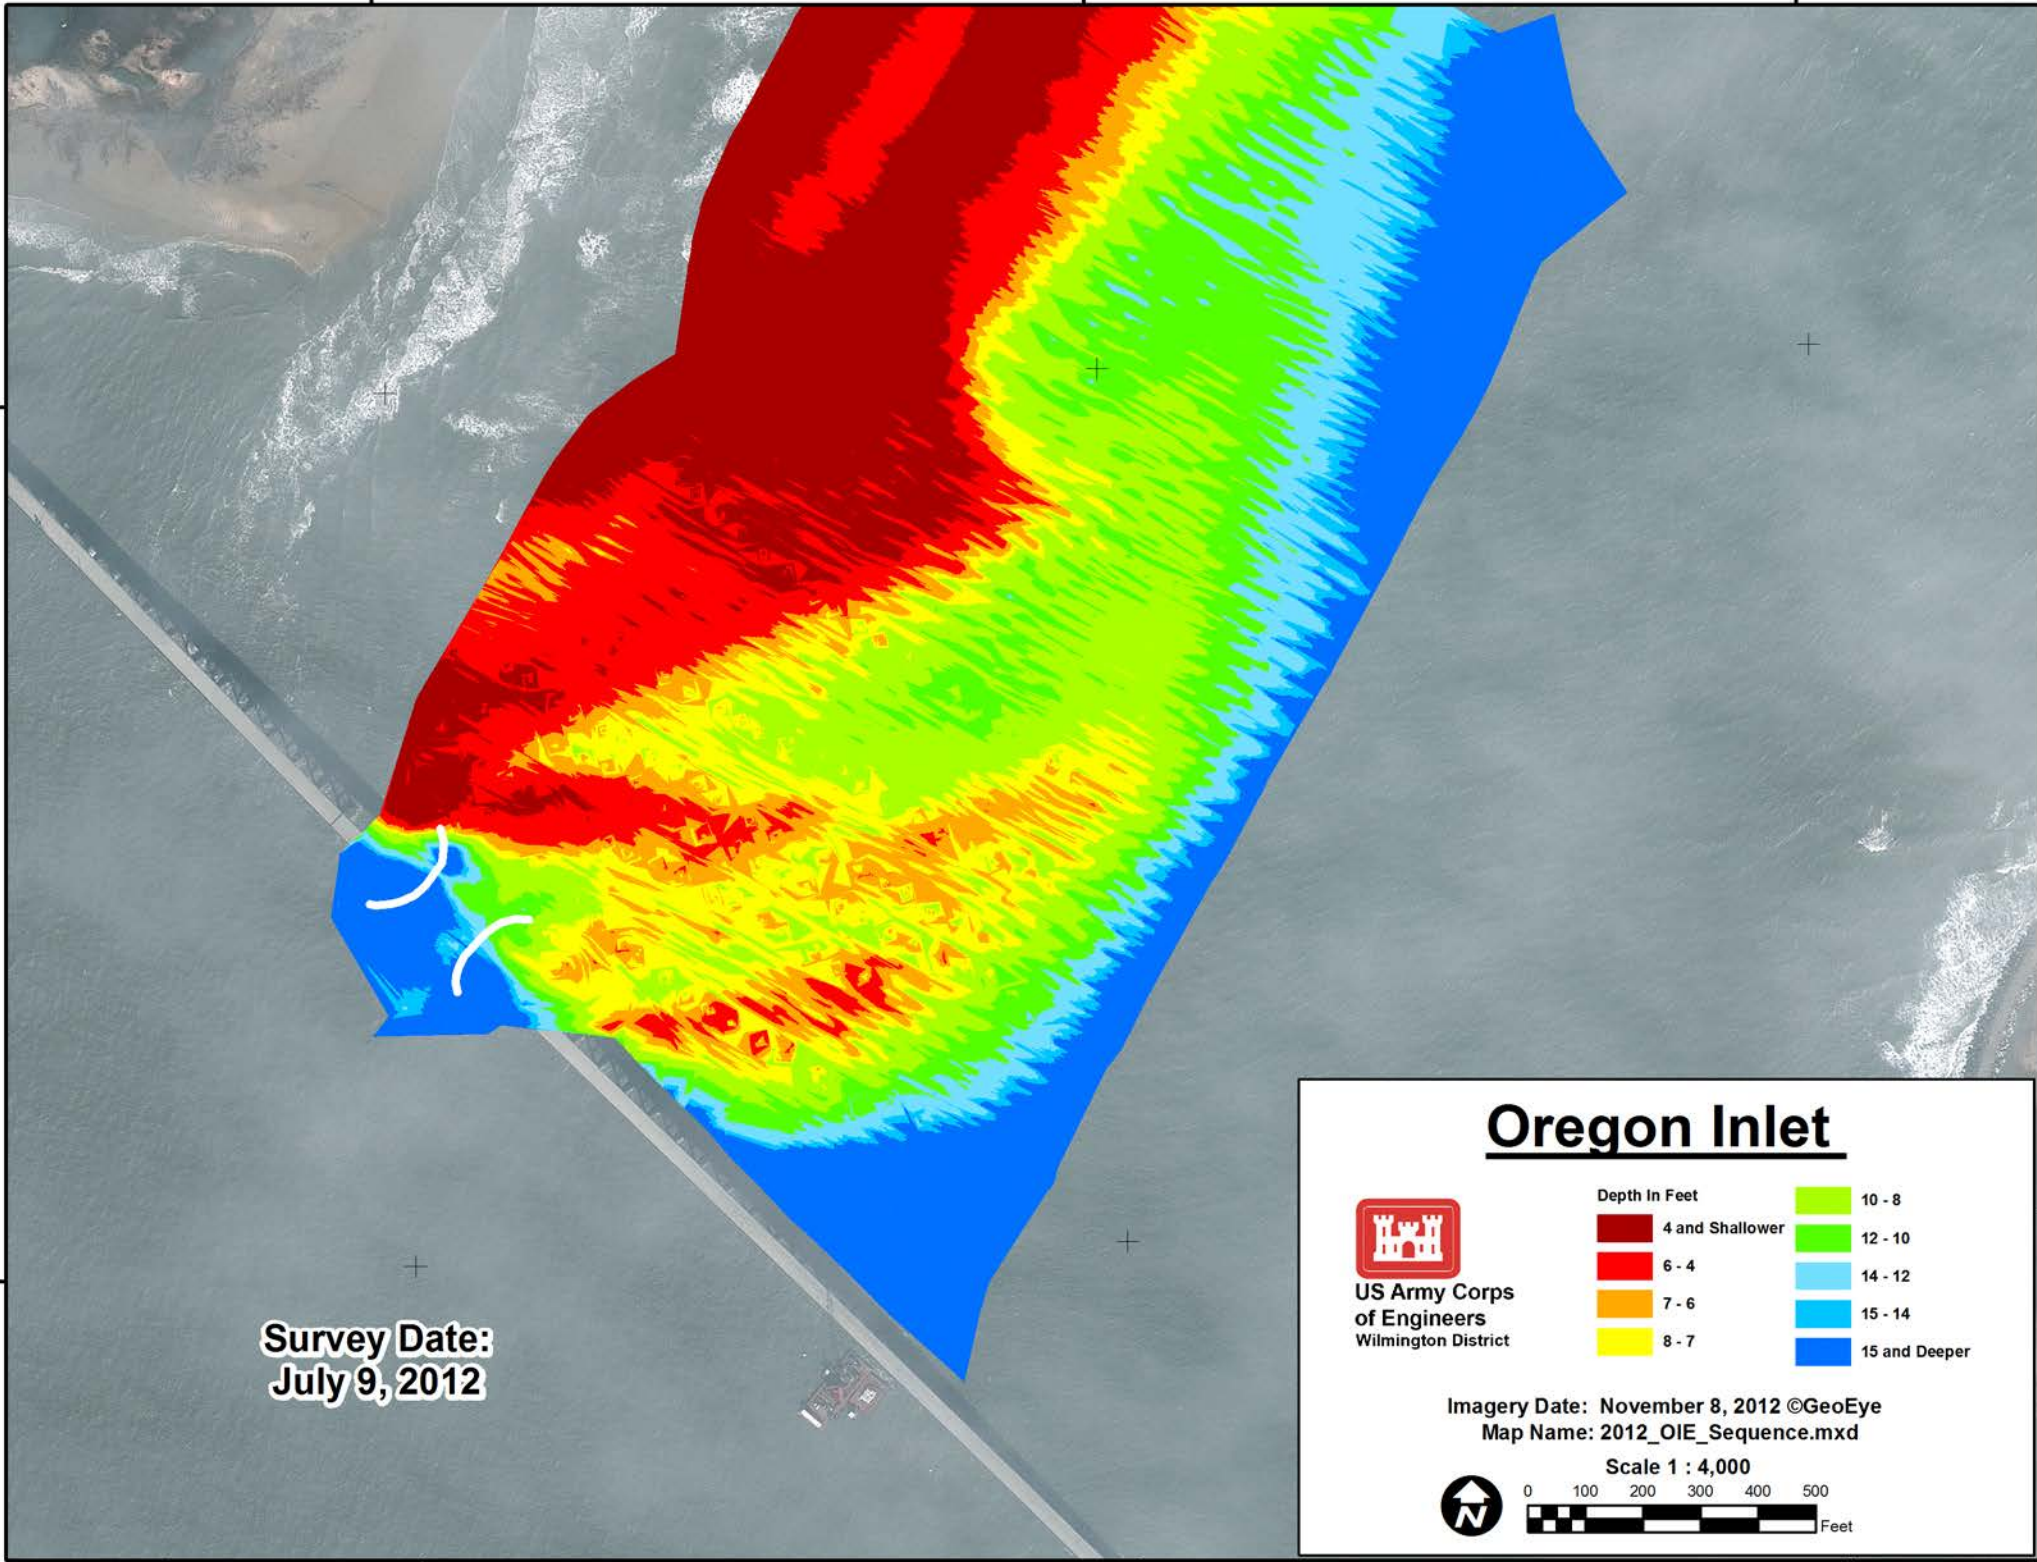 Survey Date:
July 9, 2012
Oregon Inlet
US Army Corps
of Engineers
Wilmington District
Depth In Feet
4 and Shallower
6 - 4
7 - 6
8 - 7
10 - 8
12 - 10
14 - 12
15 - 14
15 and Deeper
Imagery Date: November 8, 2012 ©GeoEye
Map Name: 2012_OIE_Sequence.mxd
Scale 1 : 4,000
N
0 100 200 300 400 500
Feet